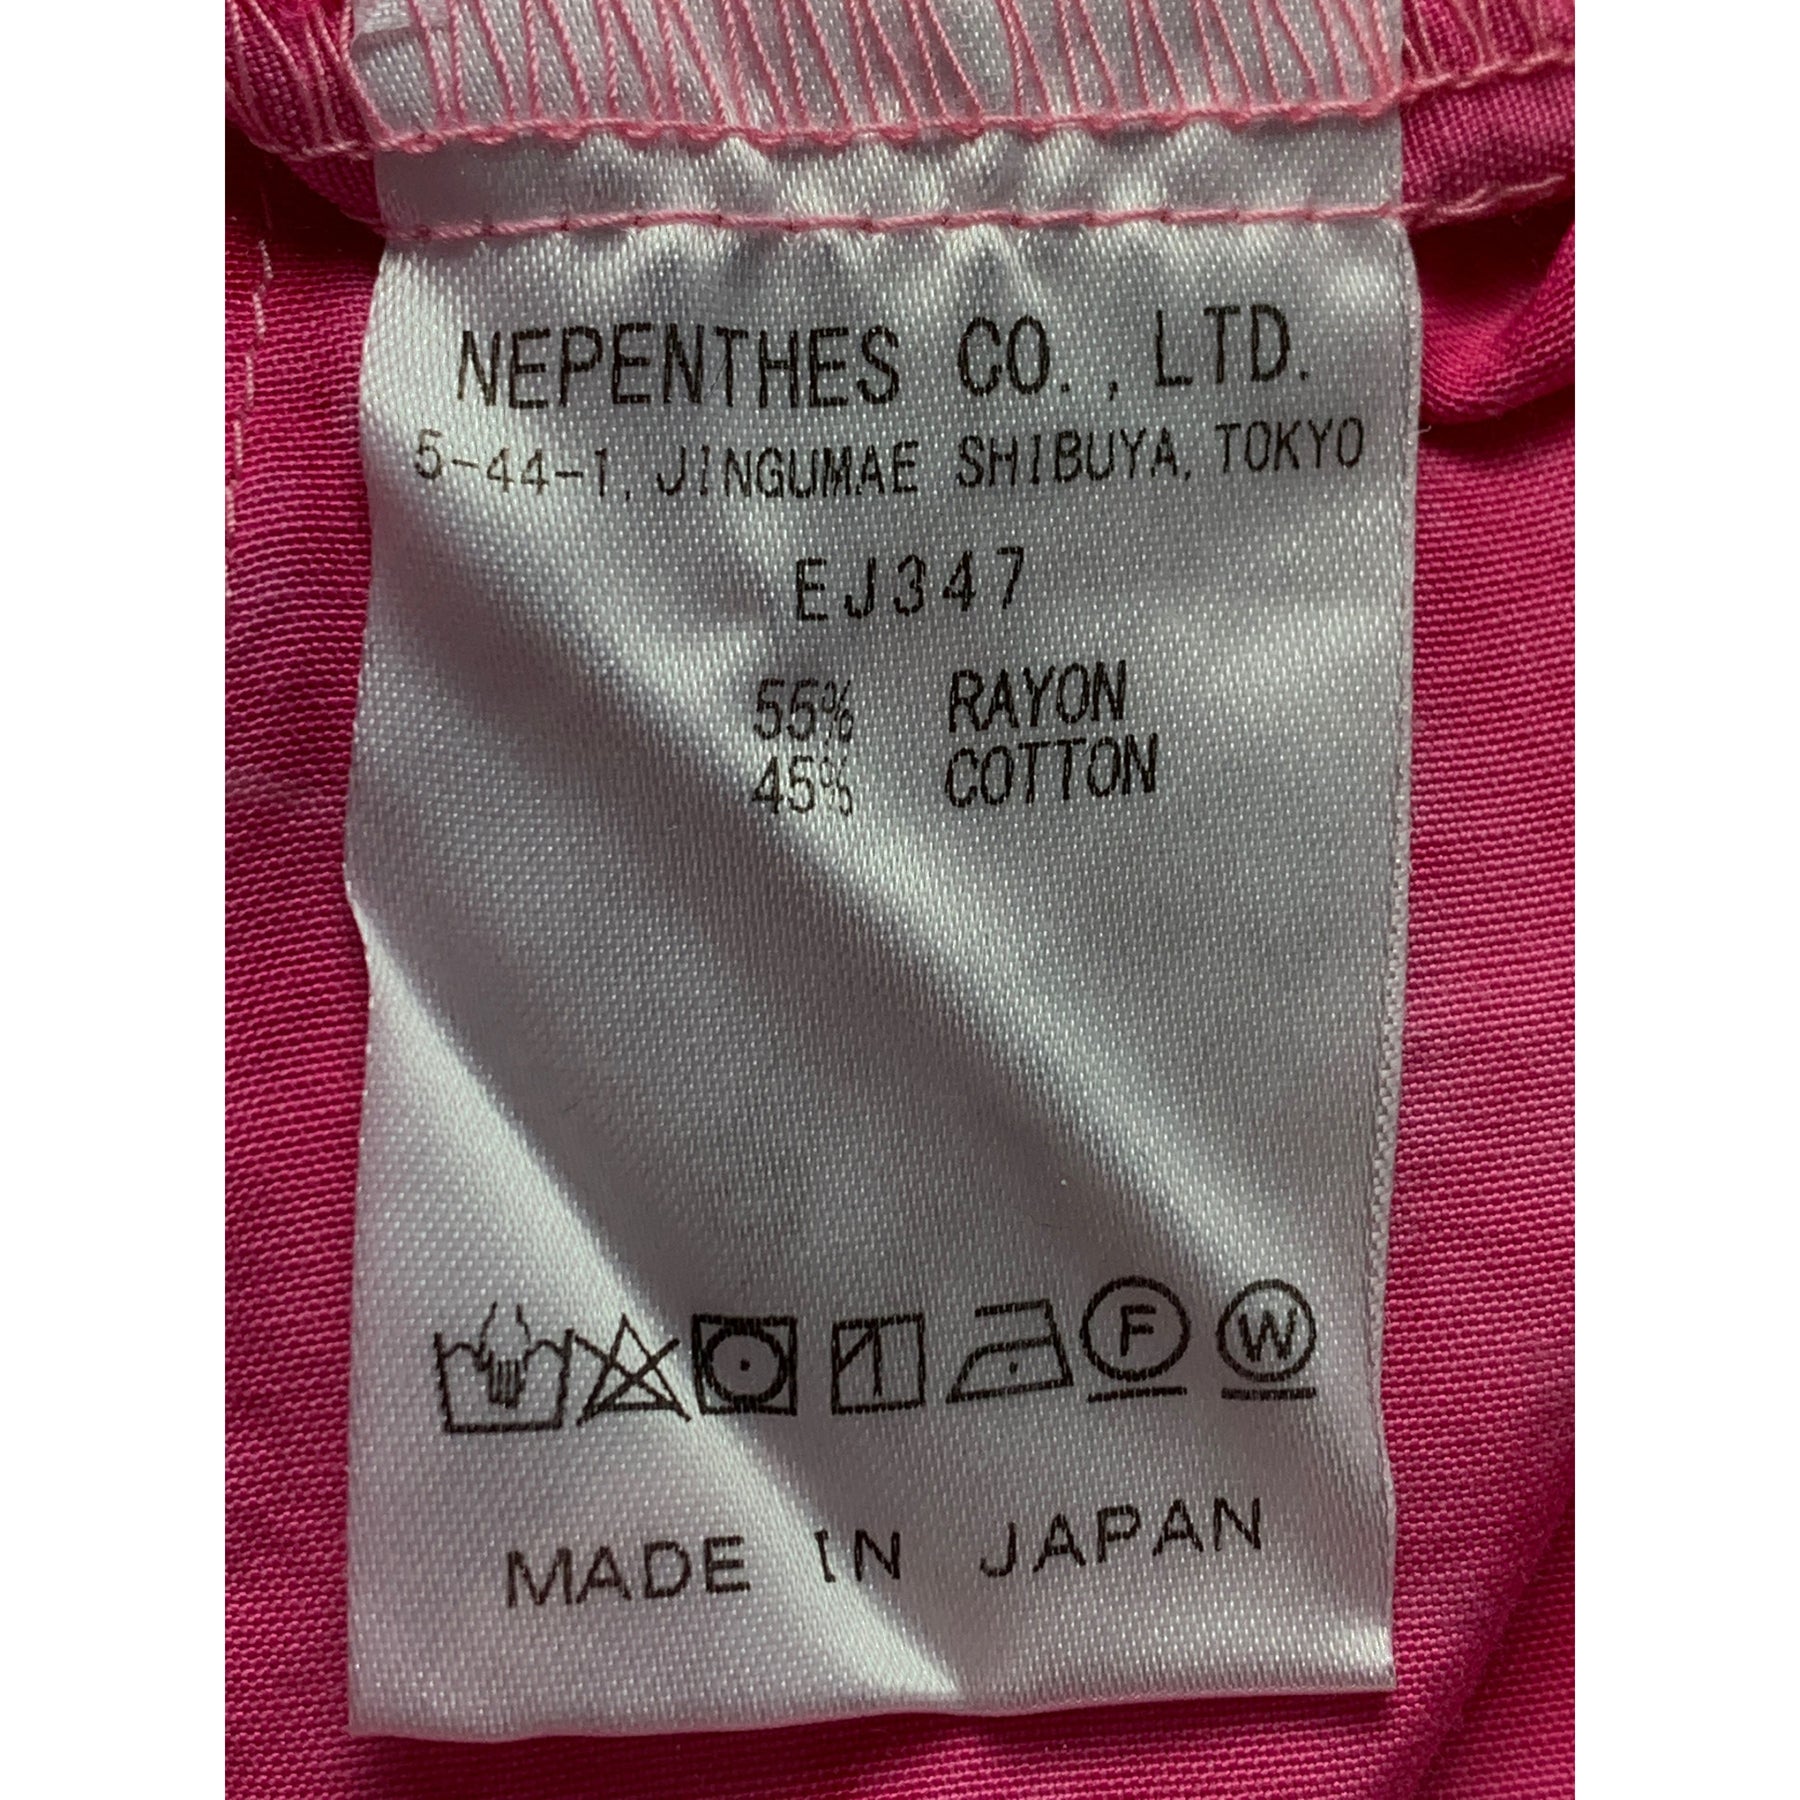 NEPENTHES CO., LTD.
5-44-1, JINGUMAE SHIBUYA, TOKYO
EJ347
55% RAYON
45% COTTON
F W
MADE IN JAPAN